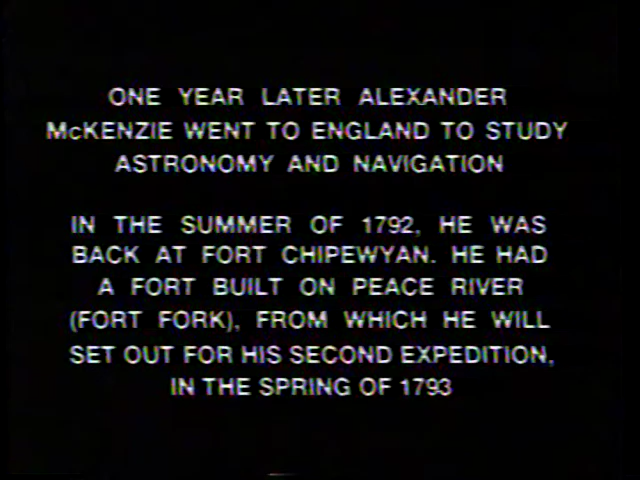 ONE YEAR LATER ALEXANDER
McKENZIE WENT TO ENGLAND TO STUDY
ASTRONOMY AND NAVIGATION
IN THE SUMMER OF 1792, HE WAS
BACK AT FORT CHIPEWYAN. HE HAD
A FORT BUILT ON PEACE RIVER
(FORT FORK), FROM WHICH HE WILL
SET OUT FOR HIS SECOND EXPEDITION,
IN THE SPRING OF 1793